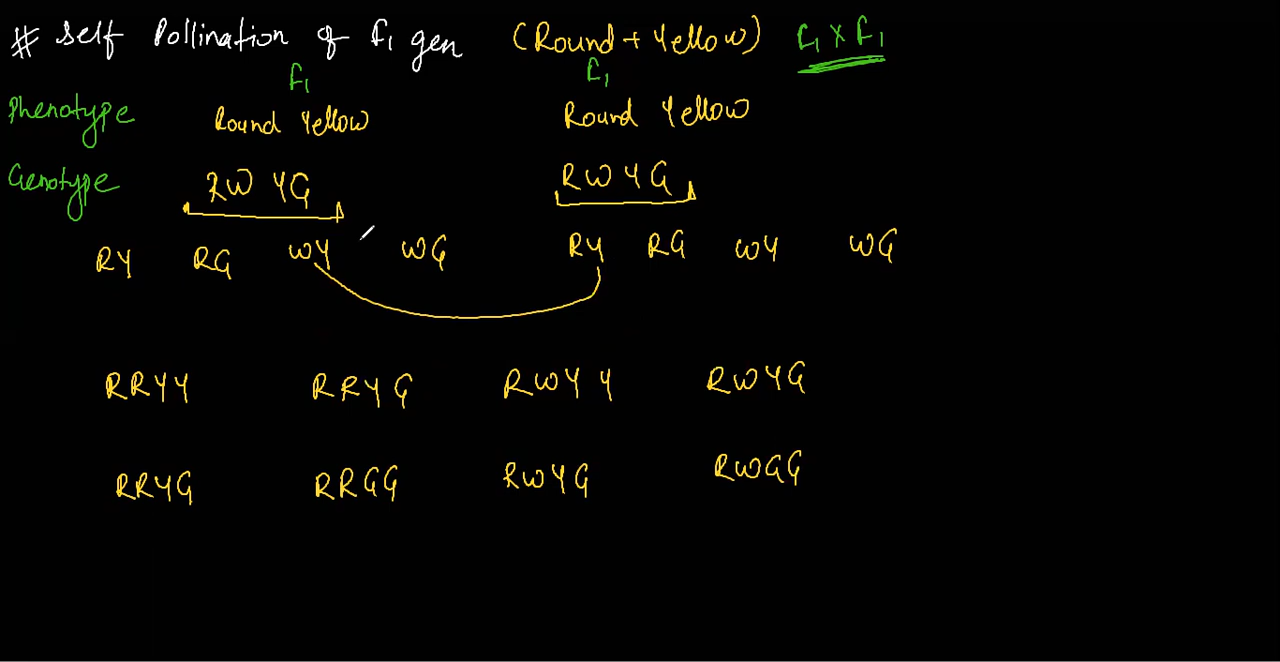 # Self Pollination of F1 gen (Round + Yellow) F1 X F1
F1 F1
Phenotype Round Yellow Round Yellow
Genotype RW YG RWYG
RY RG WY WG RY RG WY WG
RRYY RRYG RWYY RWYG
RRYG RRGG RWYG RWGG